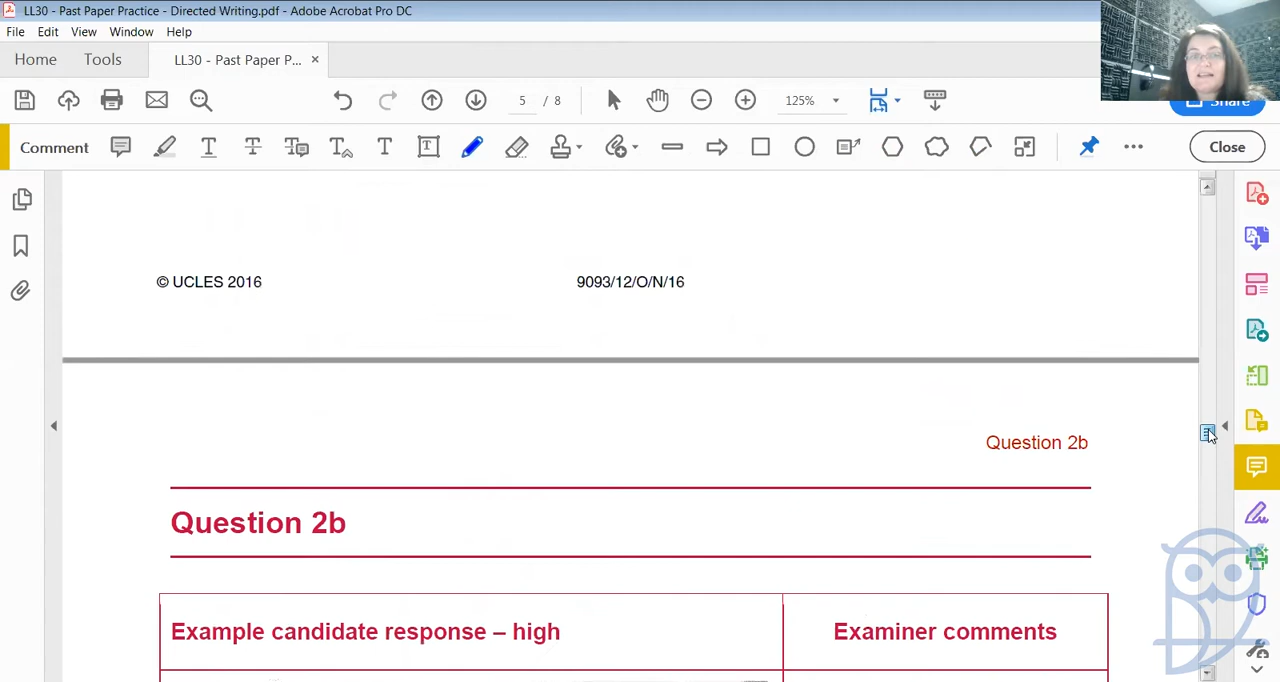 LL30 - Past Paper Practice - Directed Writing.pdf - Adobe Acrobat Pro DC
File Edit View Window Help
Home Tools LL30 - Past Paper P... ×
5 / 8 125%
Share
Comment Close
© UCLES 2016 9093/12/O/N/16
Question 2b
Question 2b
Example candidate response – high Examiner comments